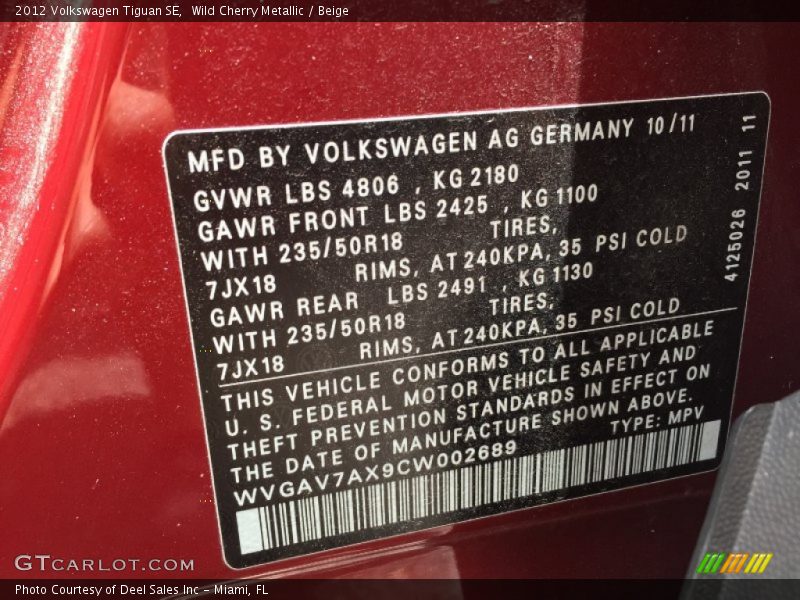 2012 Volkswagen Tiguan SE, Wild Cherry Metallic / Beige
MFD BY VOLKSWAGEN AG GERMANY 10/11
GVWR LBS 4806 , KG 2180
GAWR FRONT LBS 2425 , KG 1100
WITH 235/50R18 TIRES,
7JX18 RIMS, AT 240KPA, 35 PSI COLD
GAWR REAR LBS 2491 , KG 1130
WITH 235/50R18 TIRES,
7JX18 RIMS, AT 240KPA, 35 PSI COLD
THIS VEHICLE CONFORMS TO ALL APPLICABLE
U. S. FEDERAL MOTOR VEHICLE SAFETY AND
THEFT PREVENTION STANDARDS IN EFFECT ON
THE DATE OF MANUFACTURE SHOWN ABOVE.
WVGAV7AX9CW002689 TYPE: MPV
4125026 2011 11
GTCARLOT.COM
Photo Courtesy of Deel Sales Inc - Miami, FL